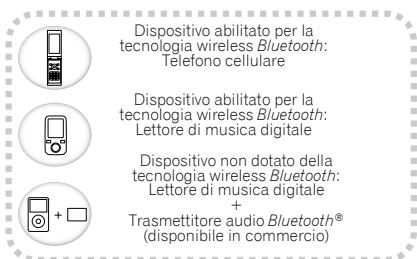 Dispositivo abilitato per la
tecnologia wireless Bluetooth:
Telefono cellulare
Dispositivo abilitato per la
tecnologia wireless Bluetooth:
Lettore di musica digitale
Dispositivo non dotato della
tecnologia wireless Bluetooth:
Lettore di musica digitale
+
+
Trasmettitore audio Bluetooth®
(disponibile in commercio)